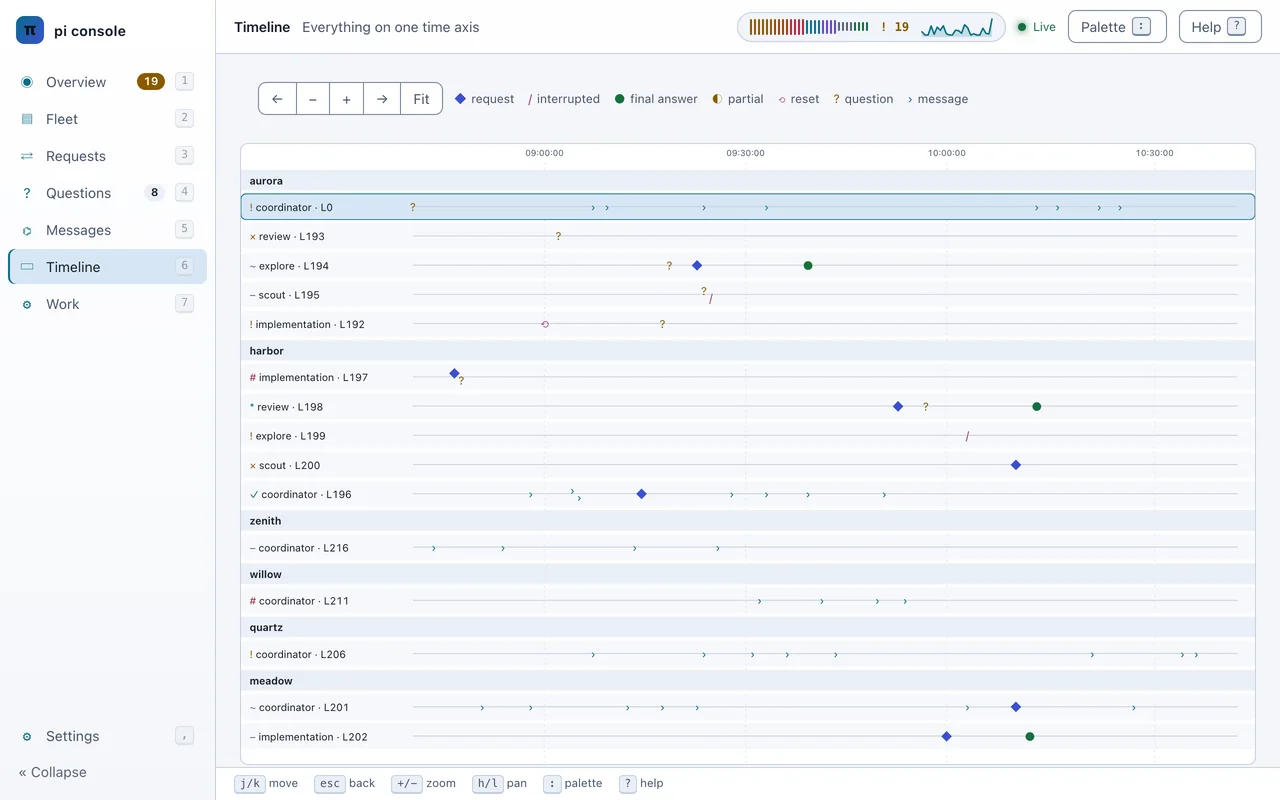 π pi console
Overview 19 1
Fleet 2
Requests 3
? Questions 8 4
Messages 5
Timeline 6
Work 7
Settings ,
« Collapse
Timeline Everything on one time axis
! 19
Live
Palette :
Help ?
← − + → Fit
request / interrupted final answer partial reset ? question › message
09:00:00 09:30:00 10:00:00 10:30:00
aurora
! coordinator · L0
× review · L193
~ explore · L194
– scout · L195
! implementation · L192
harbor
# implementation · L197
* review · L198
! explore · L199
× scout · L200
✓ coordinator · L196
zenith
– coordinator · L216
willow
# coordinator · L211
quartz
! coordinator · L206
meadow
~ coordinator · L201
– implementation · L202
j/k move esc back +/− zoom h/l pan : palette ? help